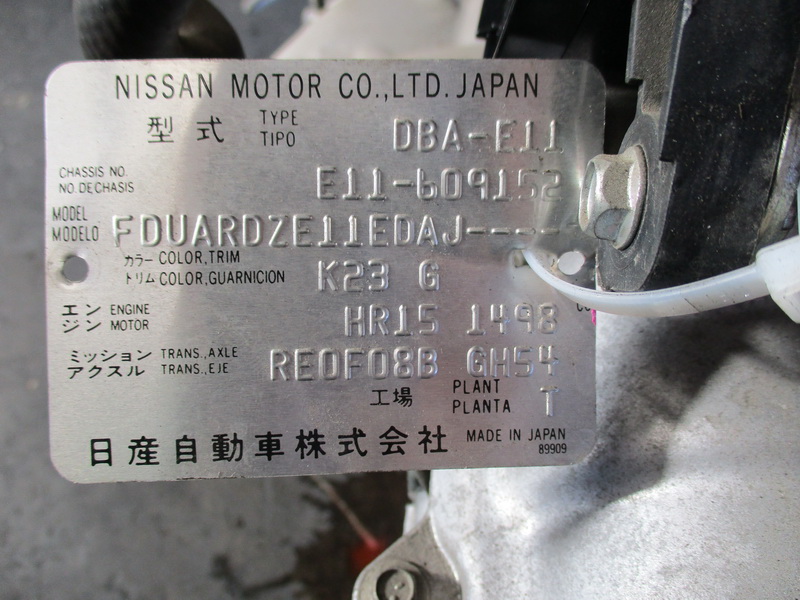 NISSAN MOTOR CO.,LTD. JAPAN
型式 TYPE TIPO DBA-E11
CHASSIS NO. NO. DE CHASIS E11-609152
MODEL MODELO FDUARDZE11EDAJ-----
カラー COLOR,TRIM
トリム COLOR,GUARNICION K23 G
エンジン ENGINE MOTOR HR15 1498
ミッション TRANS.,AXLE
アクスル TRANS.,EJE RE0F08B GH54
工場 PLANT PLANTA T
日産自動車株式会社 MADE IN JAPAN
89909